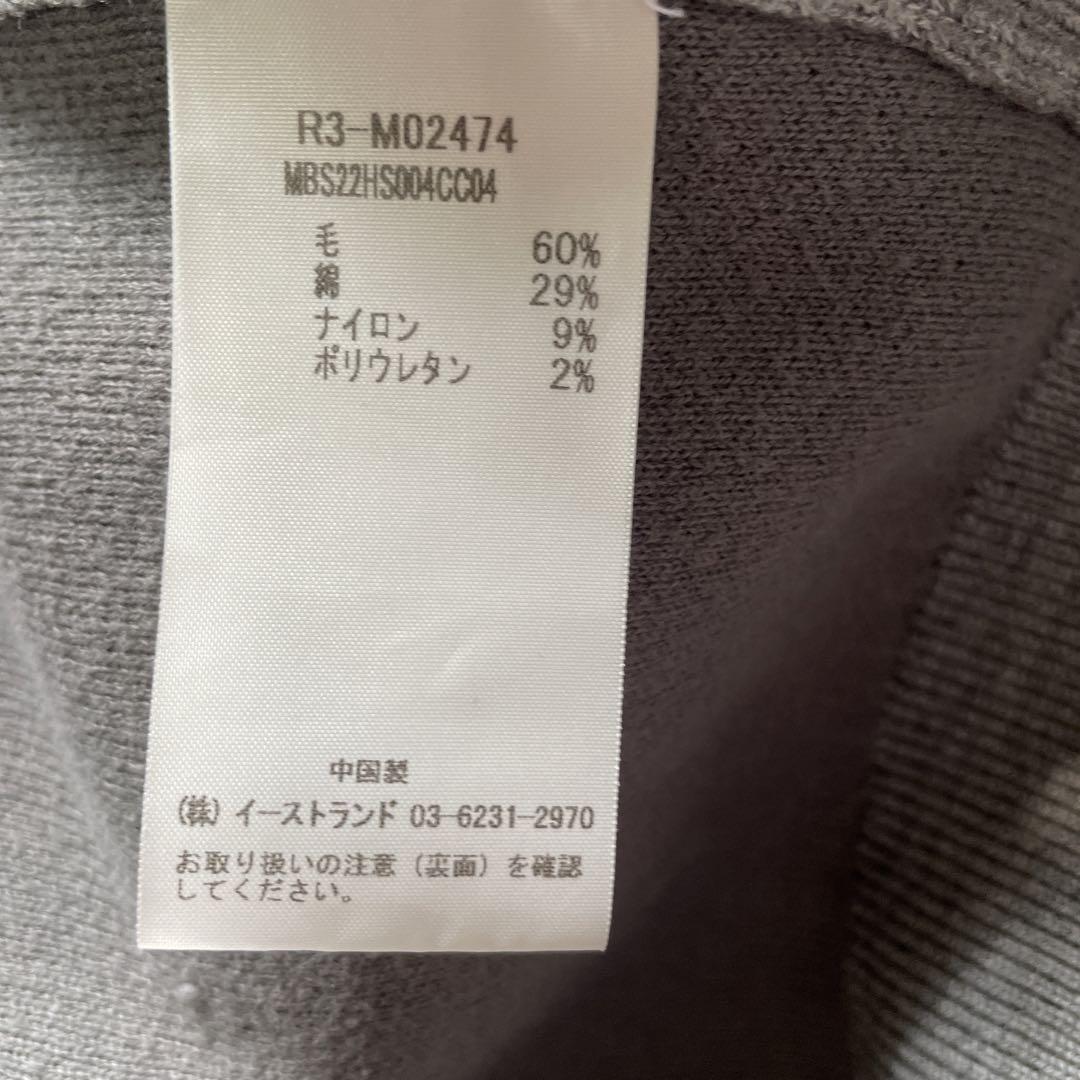 R3-M02474
MBS22HS004CC04
毛 60%
綿 29%
ナイロン 9%
ポリウレタン 2%
中国製
(株) イーストランド 03-6231-2970
お取り扱いの注意（裏面）を確認
してください。